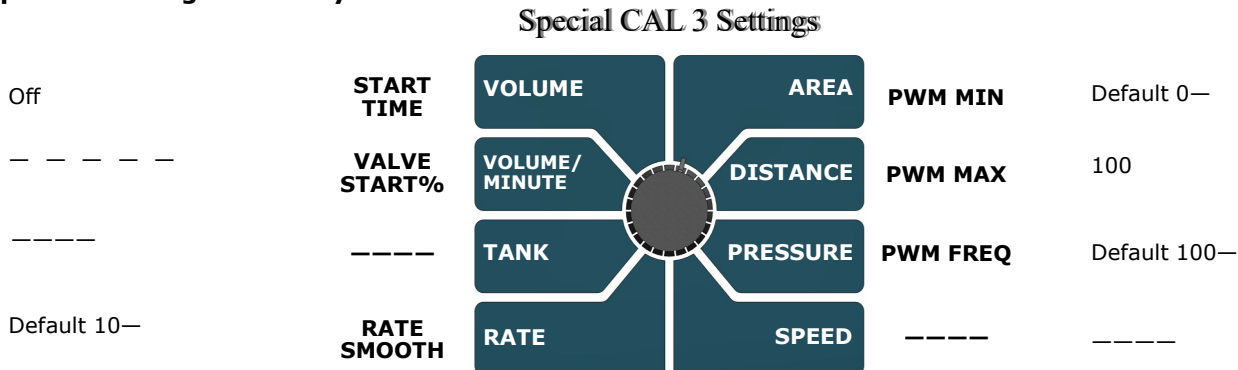 Special CAL 3 Settings
Off
START
TIME
VOLUME
AREA
PWM MIN
Default 0—
— — — — —
VALVE
START%
VOLUME/
MINUTE
DISTANCE
PWM MAX
100
————
————
TANK
PRESSURE
PWM FREQ
Default 100—
Default 10—
RATE
SMOOTH
RATE
SPEED
————
————